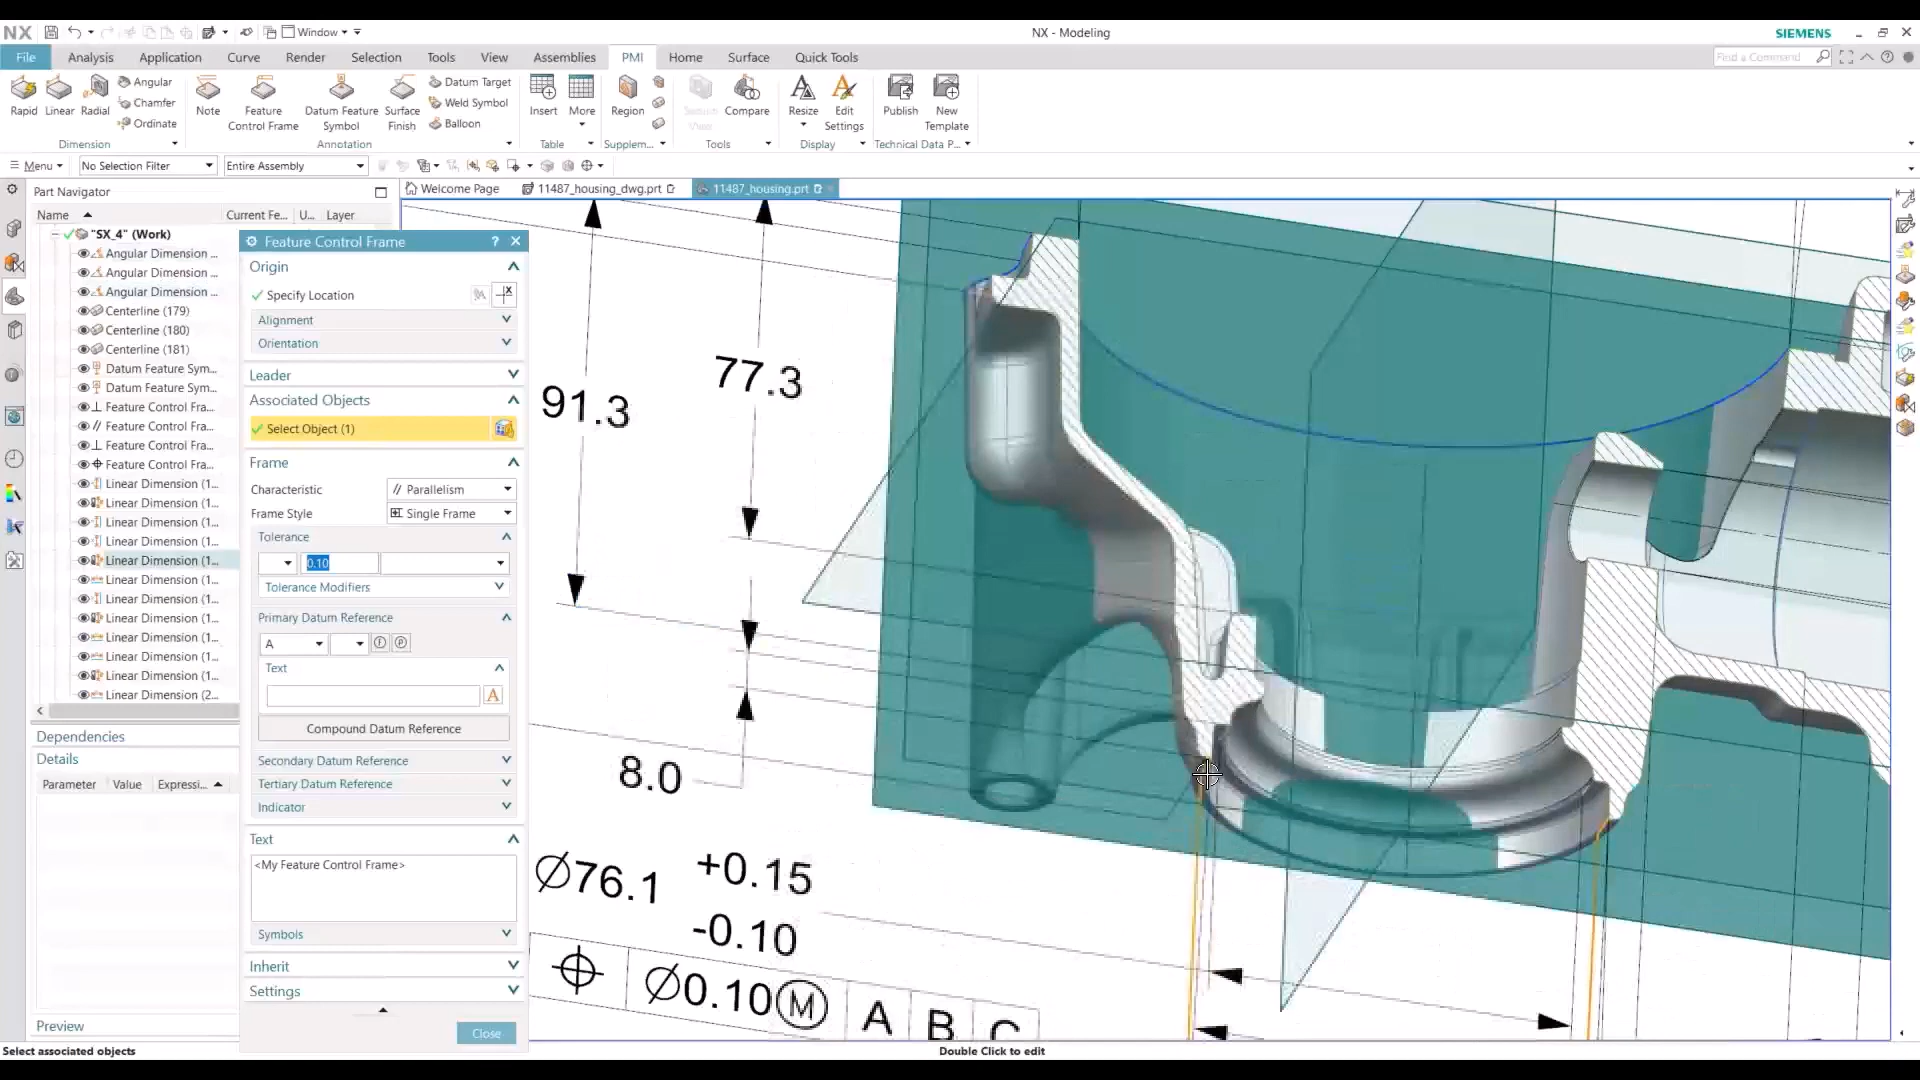 NX
Window
NX - Modeling
SIEMENS
File
Analysis
Application
Curve
Render
Selection
Tools
View
Assemblies
PMI
Home
Surface
Quick Tools
Find a Command
Rapid
Linear
Radial
Angular
Chamfer
Ordinate
Note
Feature
Control Frame
Datum Feature
Symbol
Surface
Finish
Datum Target
Weld Symbol
Balloon
Insert
More
Region
Compare
Resize
Edit
Settings
Publish
New
Template
Dimension
Annotation
Table
Supplem...
Tools
Display
Technical Data P...
Menu
No Selection Filter
Entire Assembly
Part Navigator
Welcome Page
11487_housing_dwg.prt
11487_housing.prt
Name
Current Fe...
U...
Layer
"SX_4" (Work)
Angular Dimension ...
Angular Dimension ...
Angular Dimension ...
Centerline (179)
Centerline (180)
Centerline (181)
Datum Feature Sym...
Datum Feature Sym...
Feature Control Fra...
Feature Control Fra...
Feature Control Fra...
Feature Control Fra...
Linear Dimension (1...
Linear Dimension (1...
Linear Dimension (1...
Linear Dimension (1...
Linear Dimension (1...
Linear Dimension (1...
Linear Dimension (1...
Linear Dimension (1...
Linear Dimension (1...
Linear Dimension (1...
Linear Dimension (1...
Linear Dimension (2...
Dependencies
Details
Parameter
Value
Expressi...
Preview
Feature Control Frame
?
Origin
Specify Location
Alignment
Orientation
Leader
Associated Objects
Select Object (1)
Frame
Characteristic
// Parallelism
Frame Style
Single Frame
Tolerance
0.10
Tolerance Modifiers
Primary Datum Reference
A
Text
A
Compound Datum Reference
Secondary Datum Reference
Tertiary Datum Reference
Indicator
Text
<My Feature Control Frame>
Symbols
Inherit
Settings
Close
91.3
77.3
8.0
Ø76.1
+0.15
-0.10
⌖ Ø0.10Ⓜ A B C
Select associated objects
Double Click to edit